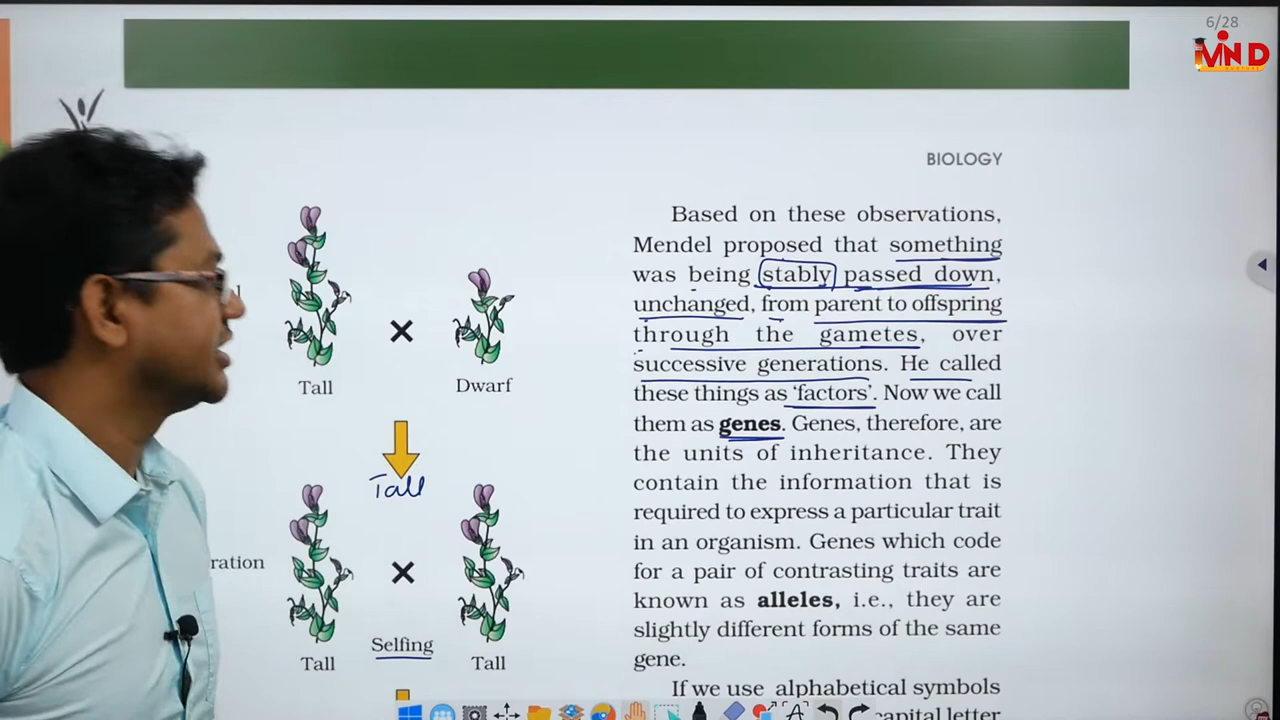 6/28
MIND
BIOLOGY
Based on these observations,
Mendel proposed that something
was being stably passed down,
unchanged, from parent to offspring
through the gametes, over
successive generations. He called
these things as 'factors'. Now we call
them as genes. Genes, therefore, are
the units of inheritance. They
contain the information that is
required to express a particular trait
in an organism. Genes which code
for a pair of contrasting traits are
known as alleles, i.e., they are
slightly different forms of the same
gene.
If we use alphabetical symbols
capital letter
Tall
Dwarf
Tall
ration
Selfing
Tall
Tall